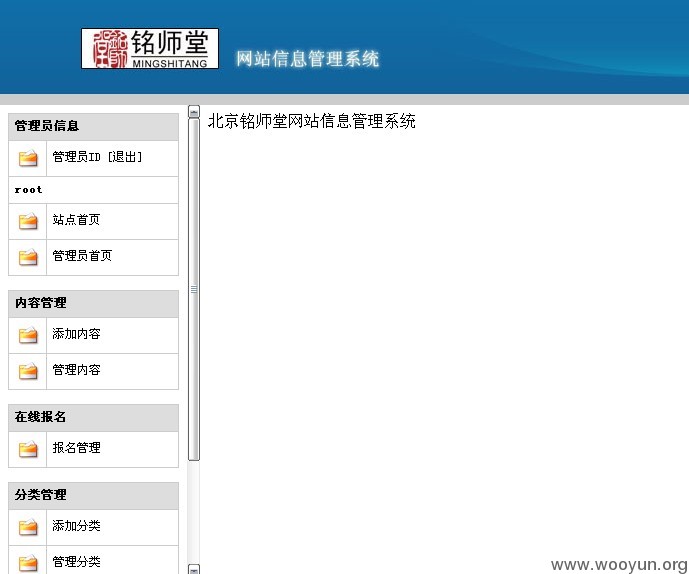 铭师堂
MINGSHITANG
网站信息管理系统
管理员信息
管理员ID [退出]
root
站点首页
管理员首页
内容管理
添加内容
管理内容
在线报名
报名管理
分类管理
添加分类
管理分类
北京铭师堂网站信息管理系统
www.wooyun.org